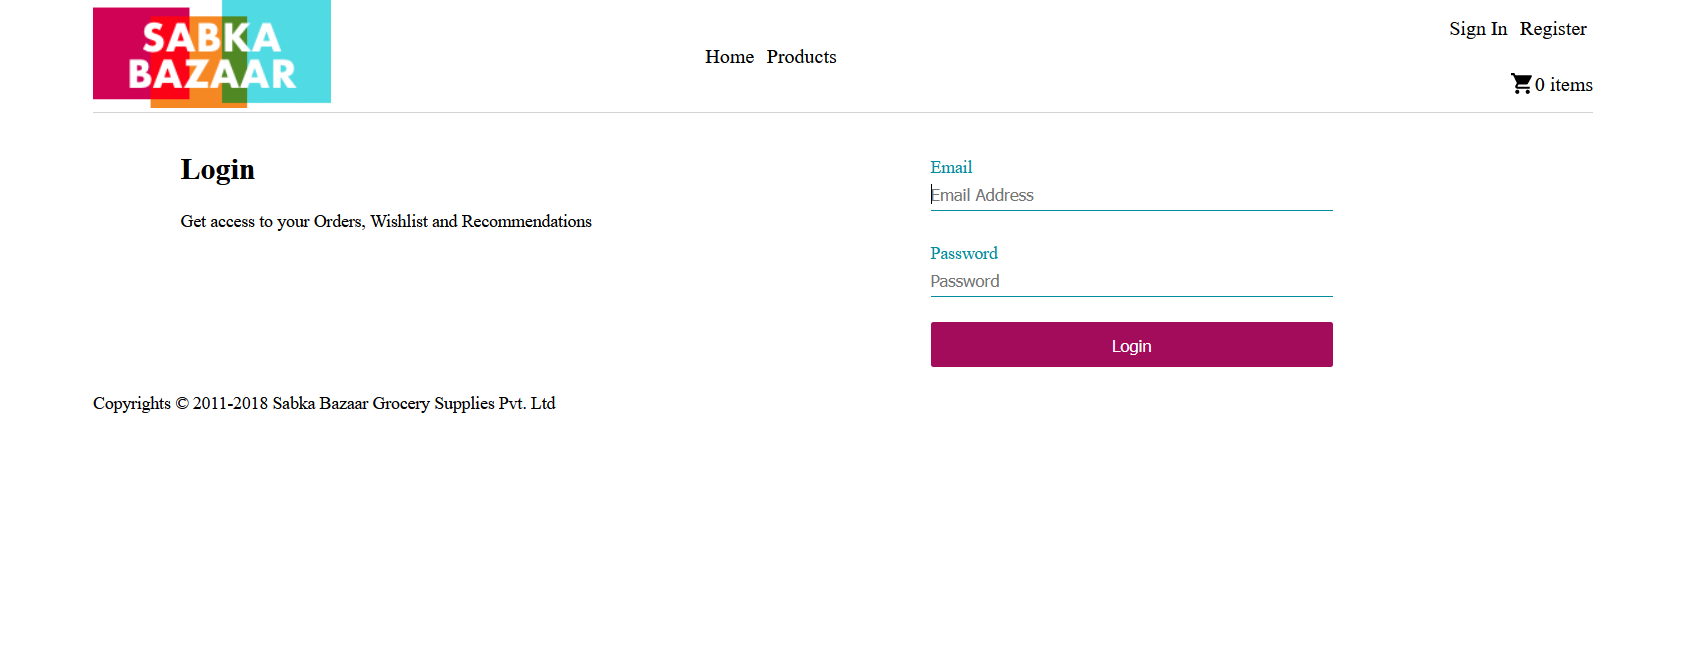 SABKA
BAZAAR
Home Products
Sign In Register
0 items
Login
Get access to your Orders, Wishlist and Recommendations
Email
Email Address
Password
Password
Login
Copyrights © 2011-2018 Sabka Bazaar Grocery Supplies Pvt. Ltd